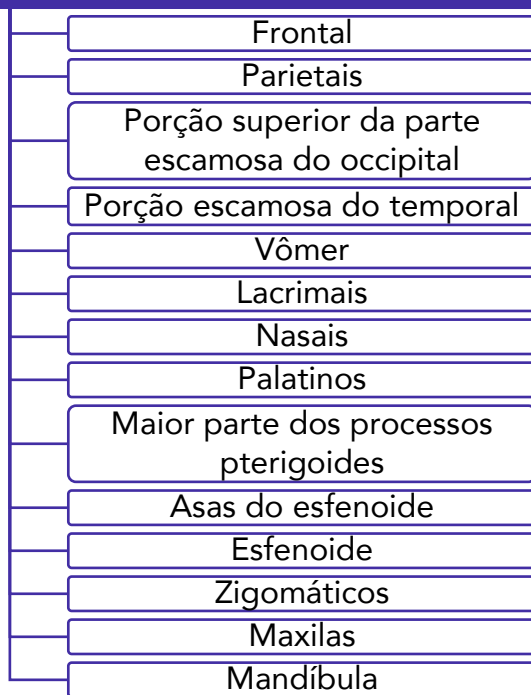 Frontal
Parietais
Porção superior da parte
escamosa do occipital
Porção escamosa do temporal
Vômer
Lacrimais
Nasais
Palatinos
Maior parte dos processos
pterigoides
Asas do esfenoide
Esfenoide
Zigomáticos
Maxilas
Mandíbula